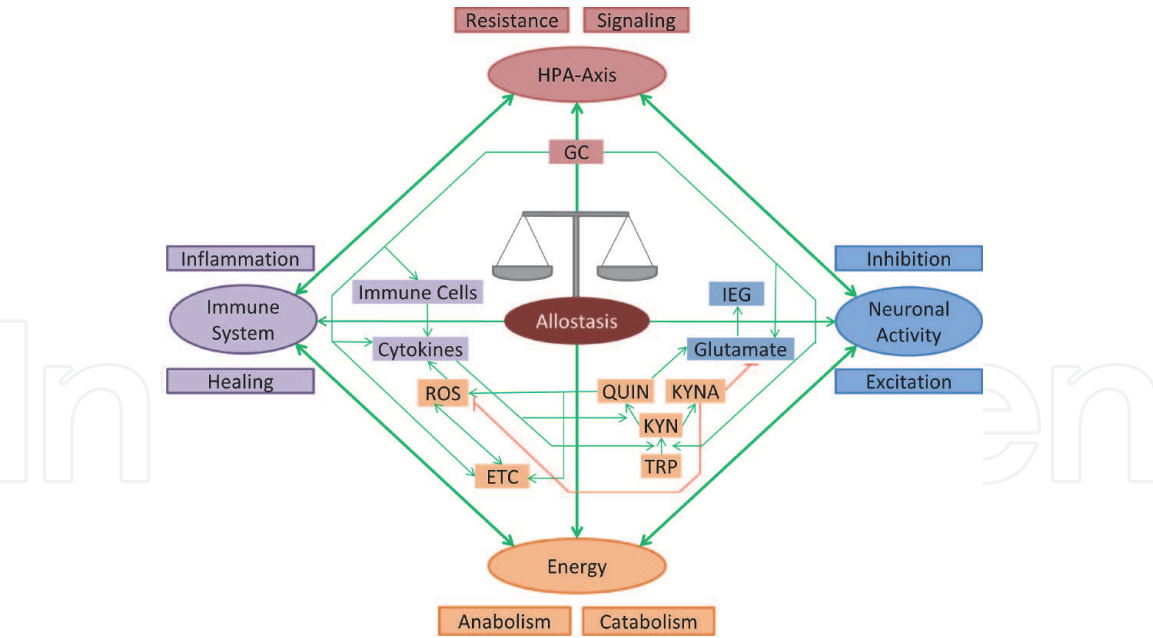 Resistance Signaling
HPA-Axis
GC
Inflammation
Inhibition
Immune Cells
IEG
Immune
System
Allostasis
Neuronal
Activity
Cytokines
Glutamate
Healing
Excitation
ROS
QUIN
KYNA
KYN
TRP
ETC
Energy
Anabolism Catabolism